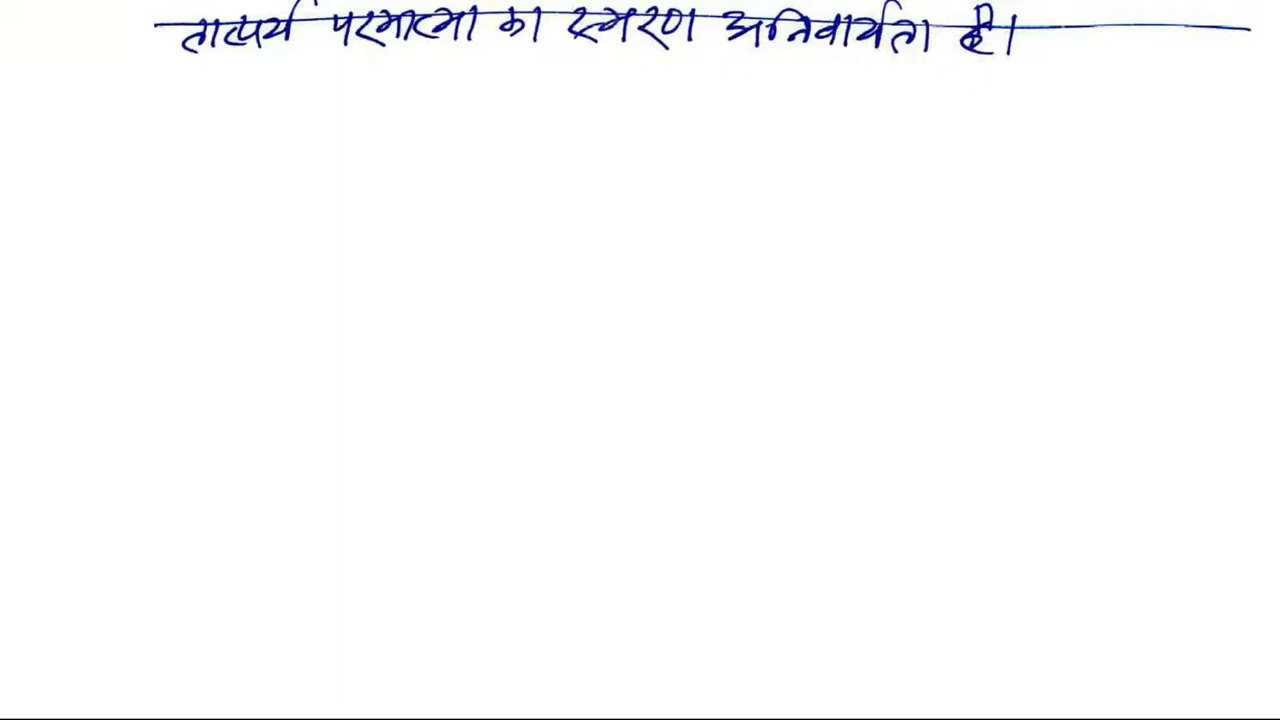 तात्पर्य परमात्मा का स्मरण अनिवार्यता है।